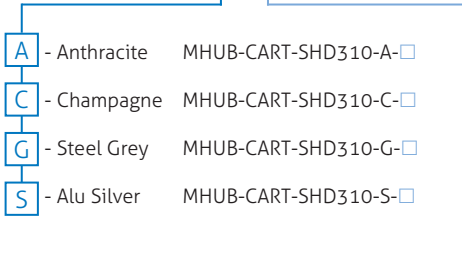 A - Anthracite MHUB-CART-SHD310-A-□
C - Champagne MHUB-CART-SHD310-C-□
G - Steel Grey MHUB-CART-SHD310-G-□
S - Alu Silver MHUB-CART-SHD310-S-□